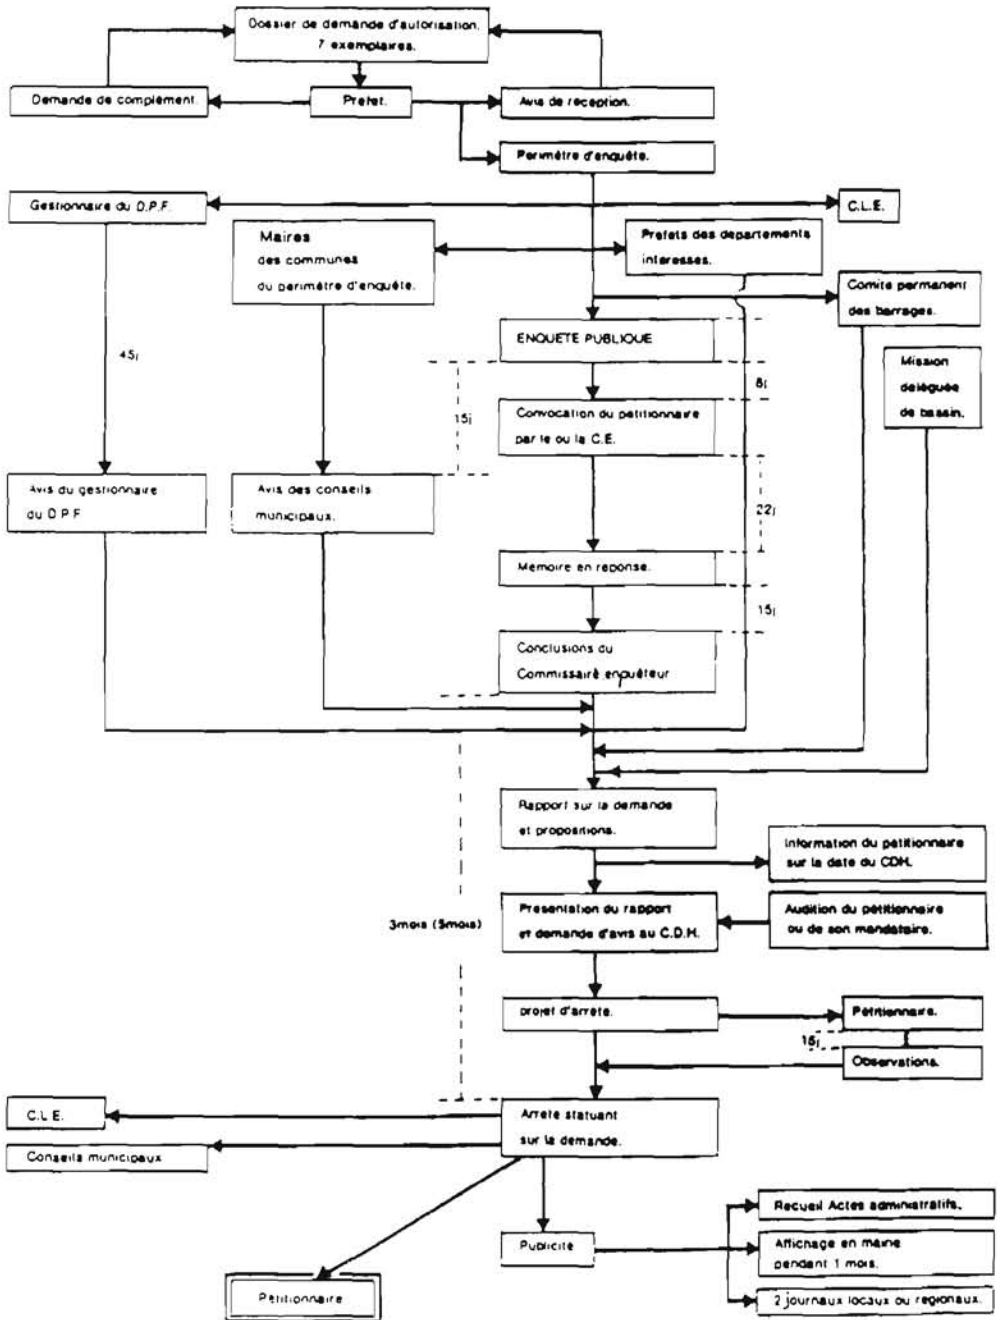 Dossier de demande d'autorisation.
7 exemplaires.
Demande de complément.
Préfet.
Avis de réception.
Perimètre d'enquête.
Gestionnaire du D.P.F.
C.L.E.
Maires
des communes
du perimètre d'enquête.
Prefets des départements
interesses.
Comite permanent
des barrages.
ENQUETE PUBLIQUE
45j
8j
Mission
deléguée
de bassin.
15j
Convocation du petitionnaire
par le ou la C.E.
Avis du gestionnaire
du D.P.F
Avis des conseils
municipaux.
22j
Memoire en reponse.
15j
Conclusions du
Commissaire enquêteur
Rapport sur la demande
et propositions.
Information du petitionnaire
sur la date du CDH.
3mois (5mois)
Presentation du rapport
et demande d'avis au C.D.H.
Audition du pétitionnaire
ou de son mandataire.
projet d'arrete.
Petitionnaire.
15j
Observations.
C.L.E.
Arrete statuant
sur la demande.
Conseils municipaux
Publicité
Recueil Actes administratifs.
Affichage en mairie
pendant 1 mois.
2 journaux locaux ou regionaux.
Petitionnaire